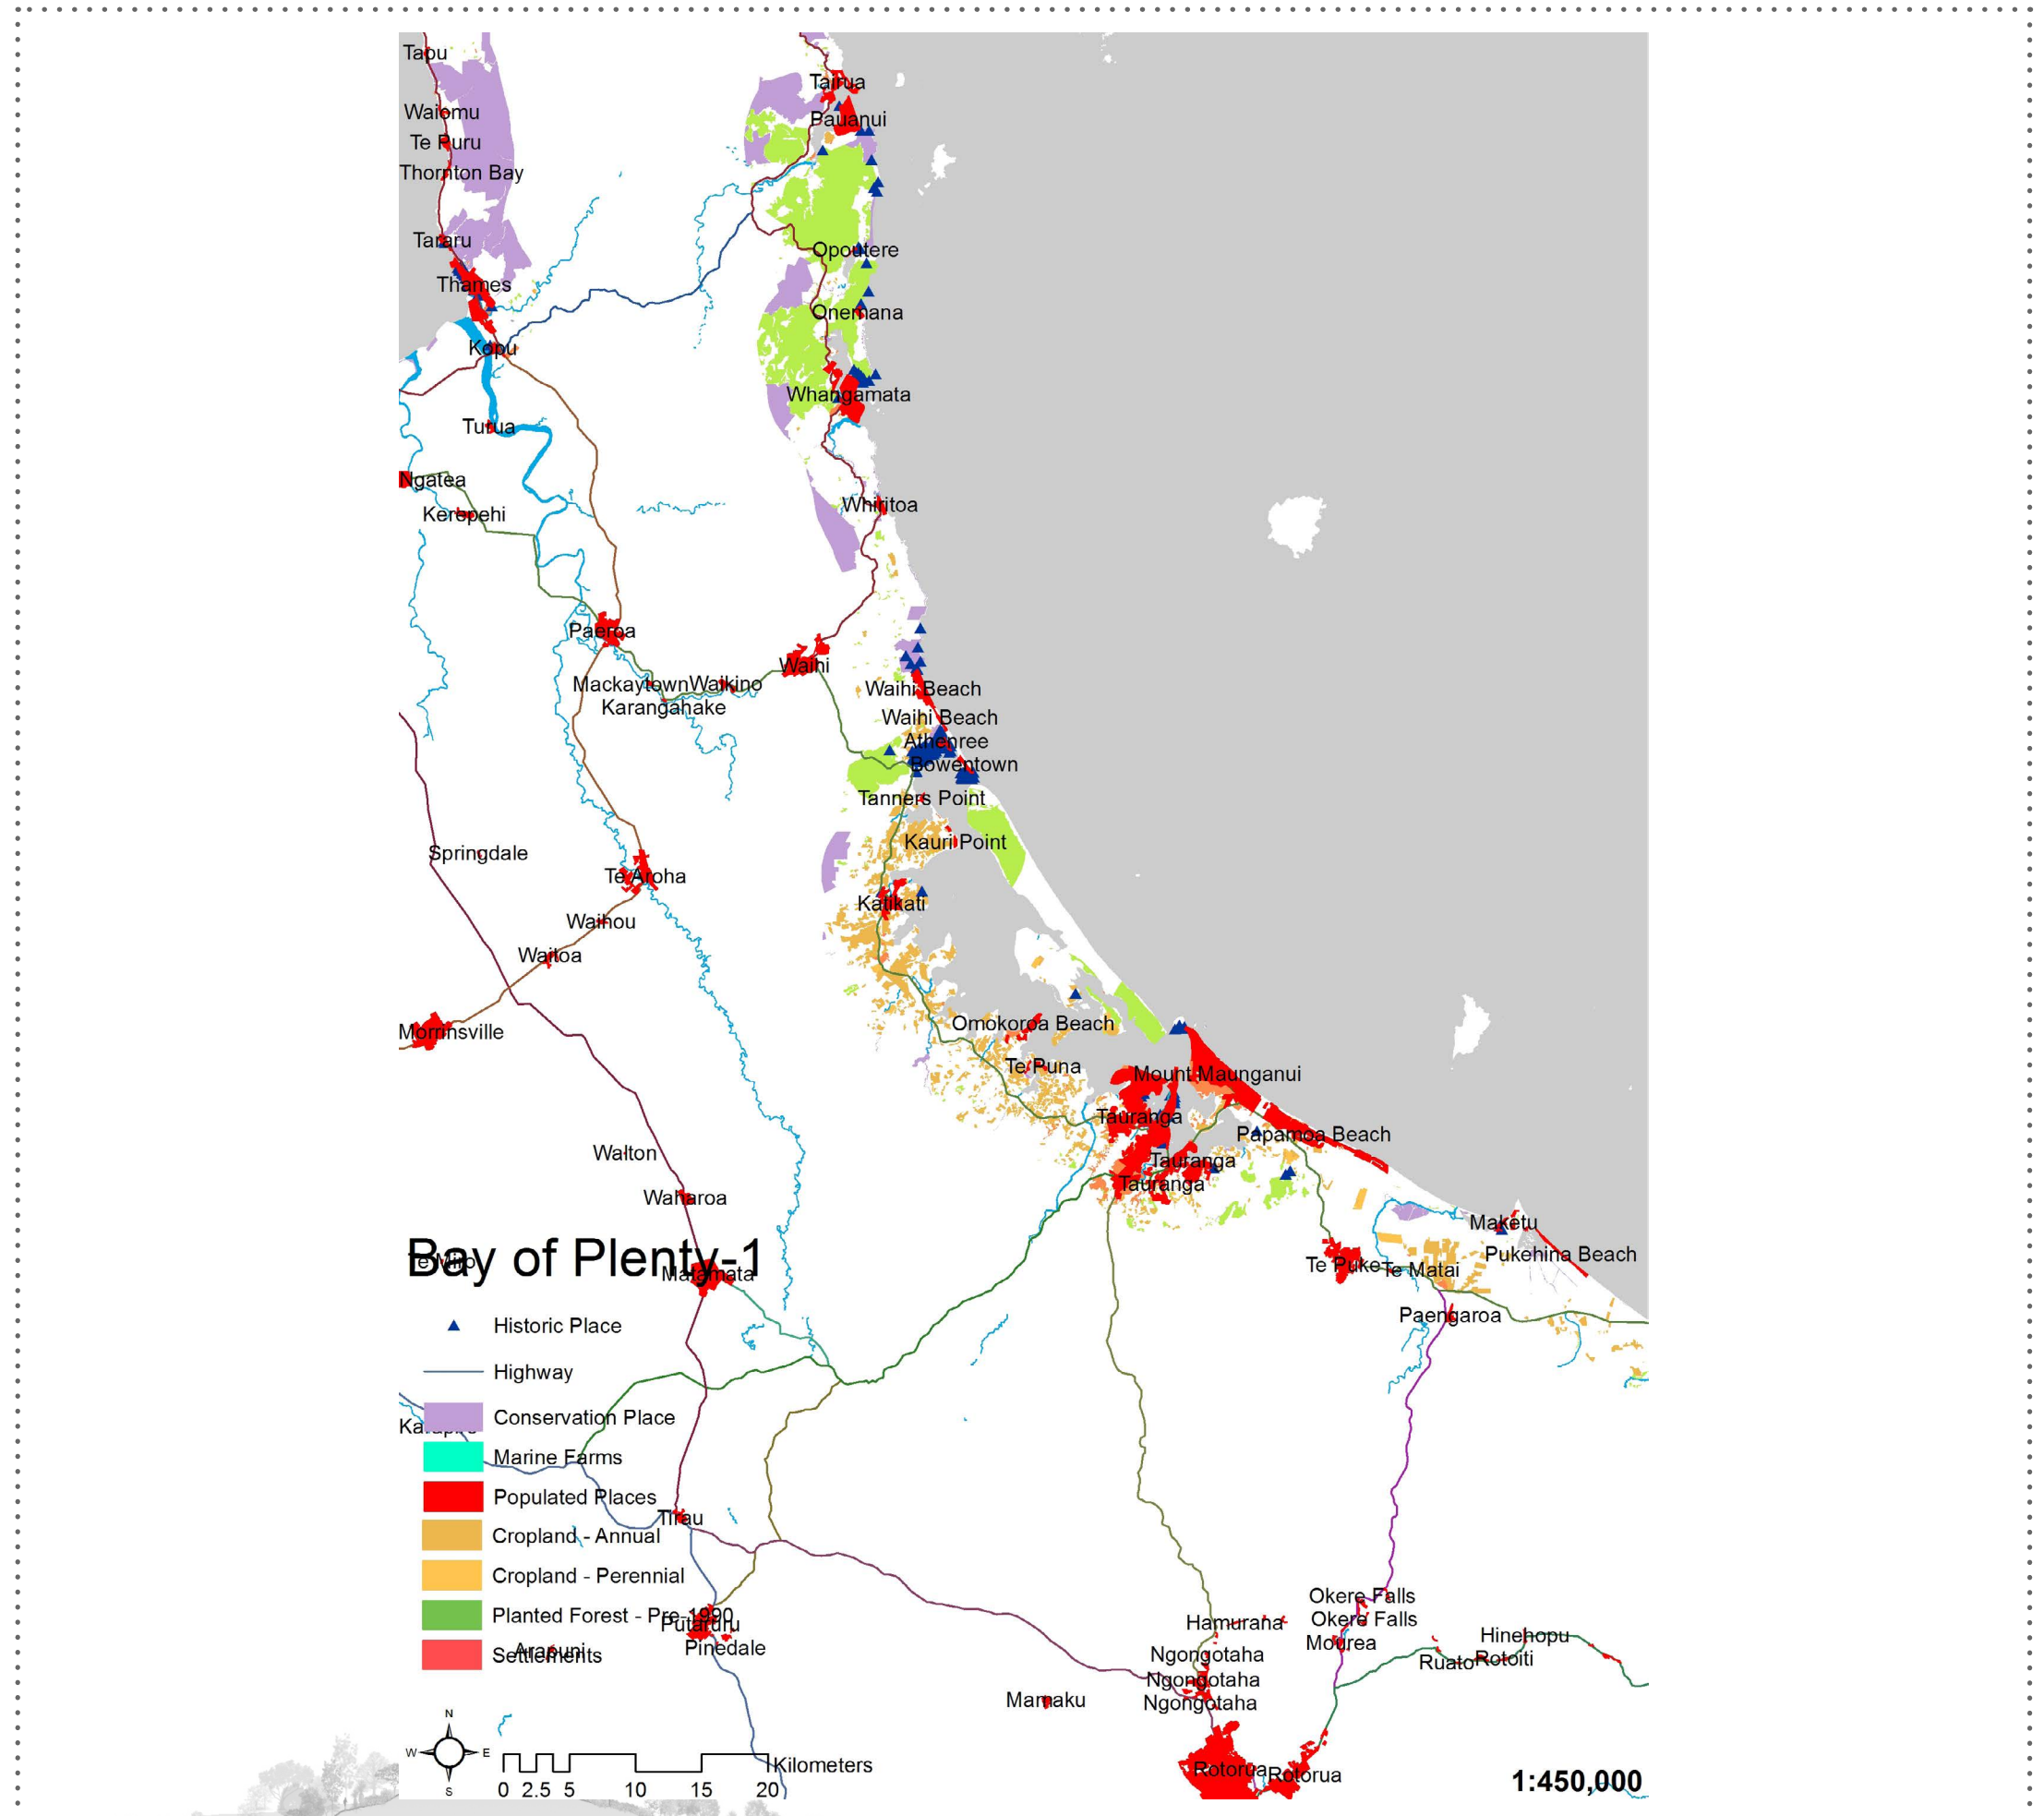 Tapu
Tairua
Waiomu
Pauanui
Te Puru
Thornton Bay
Tararu
Opoutere
Thames
Onemana
Kopu
Whangamata
Turua
Ngatea
Whiritoa
Kerepehi
Paeroa
Waihi
Mackaytown Waikino
Waihi Beach
Karangahake
Waihi Beach
Athenree
Bowentown
Tanners Point
Kauri Point
Springdale
Te Aroha
Katikati
Waihou
Waitoa
Omokoroa Beach
Morrinsville
Te Puna
Mount Maunganui
Tauranga
Papamoa Beach
Walton
Tauranga
Tauranga
Waharoa
Maketu
Bay of Plenty-1
Te Miro
Pukehina Beach
Te Puke Te Matai
Matamata
Paengaroa
Historic Place
Highway
Conservation Place
Marine Farms
Populated Places
Tirau
Cropland - Annual
Cropland - Perennial
Okere Falls
Planted Forest - Pre-1990
Putaruru
Hamurana
Okere Falls
Hinehopu
Mourea
Pinedale
Arapuni
Settlements
Ngongotaha
Ruato Rotoiti
Ngongotaha
Mamaku
Ngongotaha
N
W E
S
Kilometers
0 2.5 5 10 15 20
Rotorua Rotorua
1:450,000